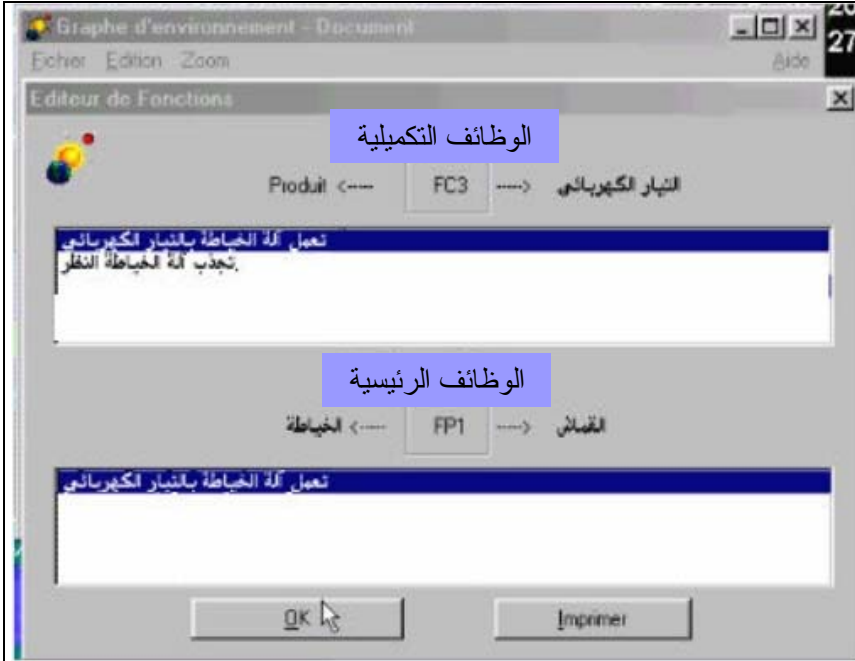 Graphe d'environnement - Document
27
Fichier Edition Zoom Aide
Editeur de Fonctions
الوظائف التكميلية
Produit <---- FC3 ----> التيار الكهربائي
تعمل آلة الخياطة بالتيار الكهربائي
تجذب آلة الخياطة النظر.
الوظائف الرئيسية
الخياطة <---- FP1 ----> القماش
تعمل آلة الخياطة بالتيار الكهربائي
OK Imprimer